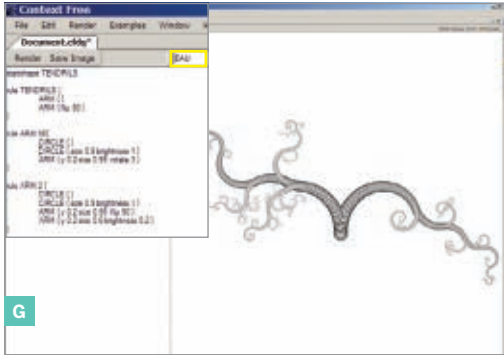 Context Free
File Edit Render Examples Window
Document.cfdg*
Render Save Image EAU
startshape TENDRILS
rule TENDRILS {
ARM { }
ARM { flip 90 }
}
rule ARM 98 {
CIRCLE { }
CIRCLE { size 0.9 brightness 1 }
ARM { y 0.2 size 0.99 rotate 3 }
}
rule ARM 2 {
CIRCLE { }
CIRCLE { size 0.9 brightness 1 }
ARM { y 0.2 size 0.99 flip 90 }
ARM { y 0.2 size 0.6 brightness 0.2 }
}
G